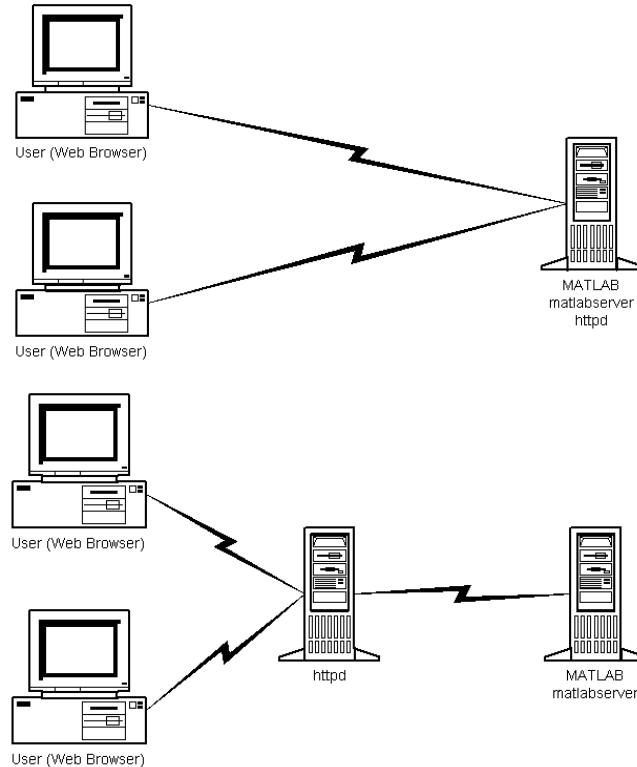 User (Web Browser)
User (Web Browser)
MATLAB
matlabserver
httpd
User (Web Browser)
httpd
MATLAB
matlabserver
User (Web Browser)